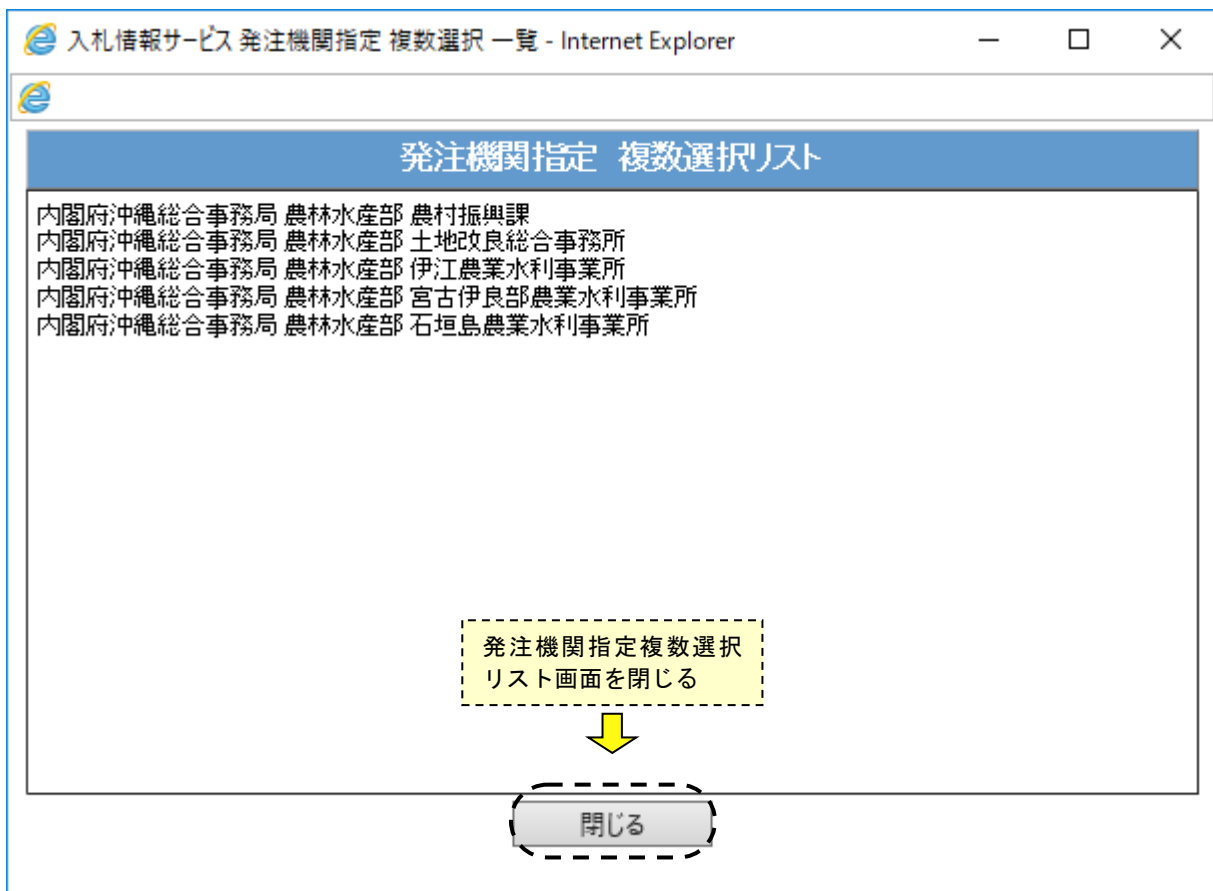 入札情報サービス 発注機関指定 複数選択 一覧 - Internet Explorer
発注機関指定 複数選択リスト
内閣府沖縄総合事務局 農林水産部 農村振興課
内閣府沖縄総合事務局 農林水産部 土地改良総合事務所
内閣府沖縄総合事務局 農林水産部 伊江農業水利事業所
内閣府沖縄総合事務局 農林水産部 宮古伊良部農業水利事業所
内閣府沖縄総合事務局 農林水産部 石垣島農業水利事業所
発注機関指定複数選択
リスト画面を閉じる
閉じる